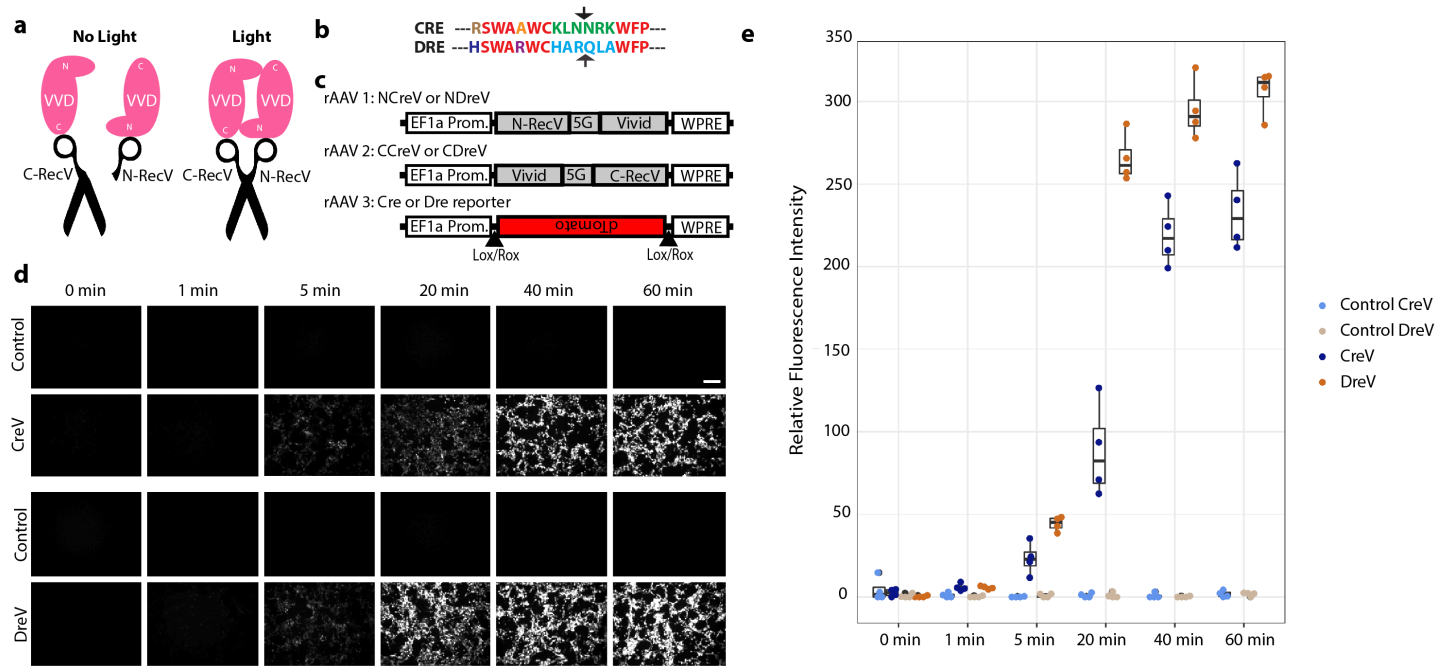 a
No Light
Light
N
C
VVD
VVD
C
N
C-RecV
N-RecV
N
C
VVD
VVD
C
N
C-RecV
N-RecV
b
CRE ---RSWAAWCKLNNRKWFP---
DRE ---HSWARWCHARQLAWFP---
c
rAAV 1: NCreV or NDreV
EF1a Prom. N-RecV 5G Vivid WPRE
rAAV 2: CCreV or CDreV
EF1a Prom. Vivid 5G C-RecV WPRE
rAAV 3: Cre or Dre reporter
EF1a Prom. dTomato WPRE
Lox/Rox Lox/Rox
d
0 min 1 min 5 min 20 min 40 min 60 min
Control
CreV
Control
DreV
e
Relative Fluorescence Intensity
350
300
250
200
150
100
50
0
0 min 1 min 5 min 20 min 40 min 60 min
Control CreV
Control DreV
CreV
DreV